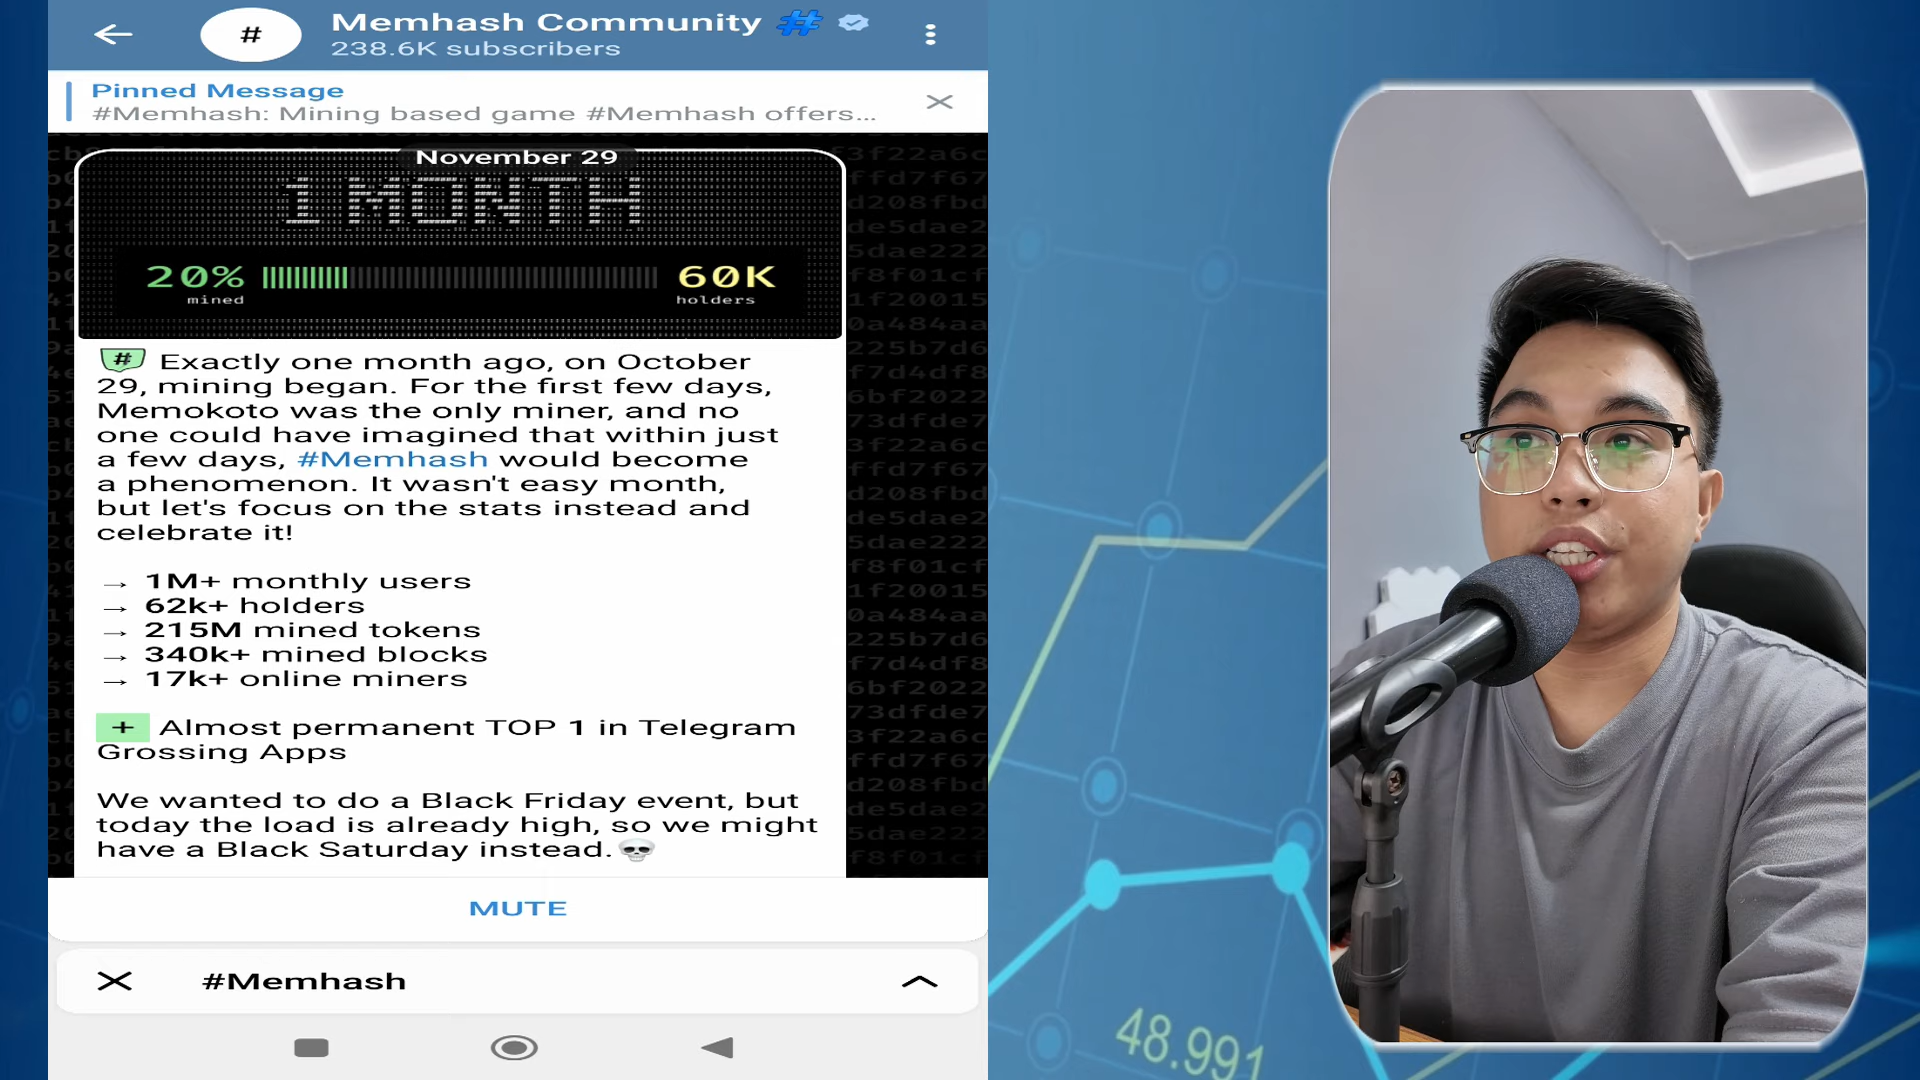 # Memhash Community #
238.6K subscribers
Pinned Message
#Memhash: Mining based game #Memhash offers...
November 29
1 MONTH
20% 60K
mined holders
# Exactly one month ago, on October
29, mining began. For the first few days,
Memokoto was the only miner, and no
one could have imagined that within just
a few days, #Memhash would become
a phenomenon. It wasn't easy month,
but let's focus on the stats instead and
celebrate it!
→ 1M+ monthly users
→ 62k+ holders
→ 215M mined tokens
→ 340k+ mined blocks
→ 17k+ online miners
+ Almost permanent TOP 1 in Telegram
Grossing Apps
We wanted to do a Black Friday event, but
today the load is already high, so we might
have a Black Saturday instead.💀
MUTE
#Memhash
48.991